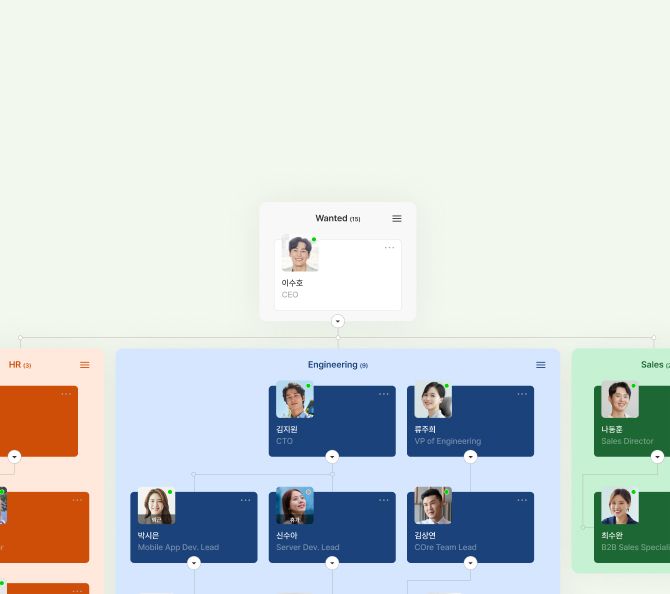 Wanted (15)
이수호
CEO
HR (3)
Engineering (9)
Sales
김지원
CTO
류주희
VP of Engineering
나동훈
Sales Director
박시은
Mobile App Dev. Lead
휴가
신수아
Server Dev. Lead
김상연
COre Team Lead
최수완
B2B Sales Speciali